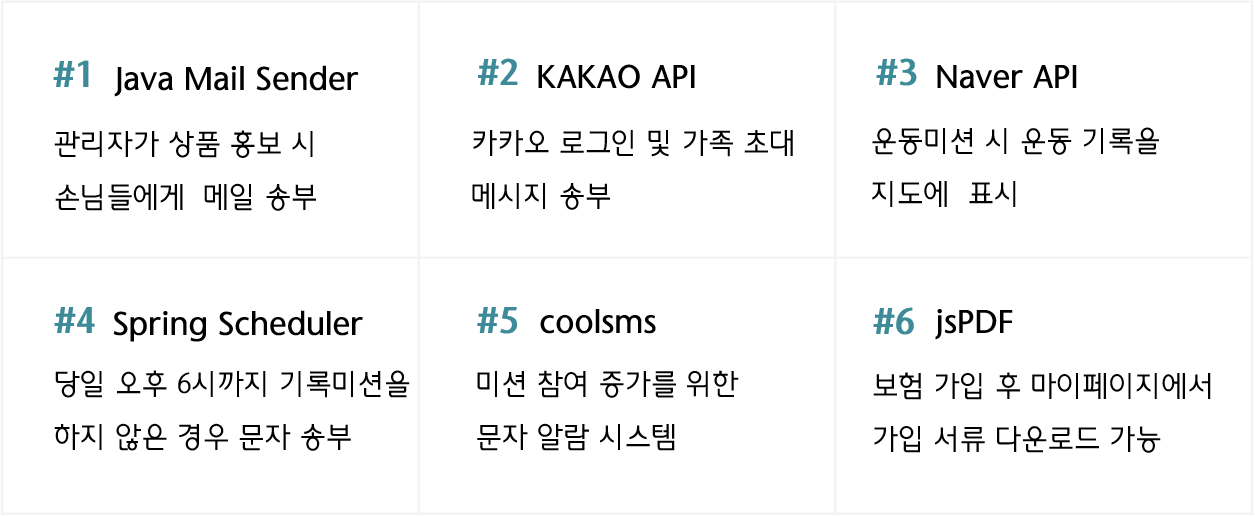 #1 Java Mail Sender
관리자가 상품 홍보 시
손님들에게 메일 송부
#2 KAKAO API
카카오 로그인 및 가족 초대
메시지 송부
#3 Naver API
운동미션 시 운동 기록을
지도에 표시
#4 Spring Scheduler
당일 오후 6시까지 기록미션을
하지 않은 경우 문자 송부
#5 coolsms
미션 참여 증가를 위한
문자 알람 시스템
#6 jsPDF
보험 가입 후 마이페이지에서
가입 서류 다운로드 가능